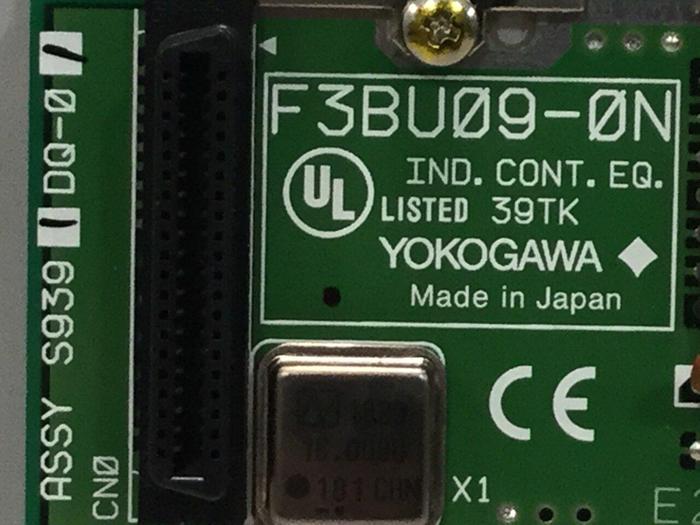 F3BU09-0N
UL
IND. CONT. EQ.
LISTED 39TK
YOKOGAWA
Made in Japan
CE
X1
CN0
ASSY S939 1 DQ-0